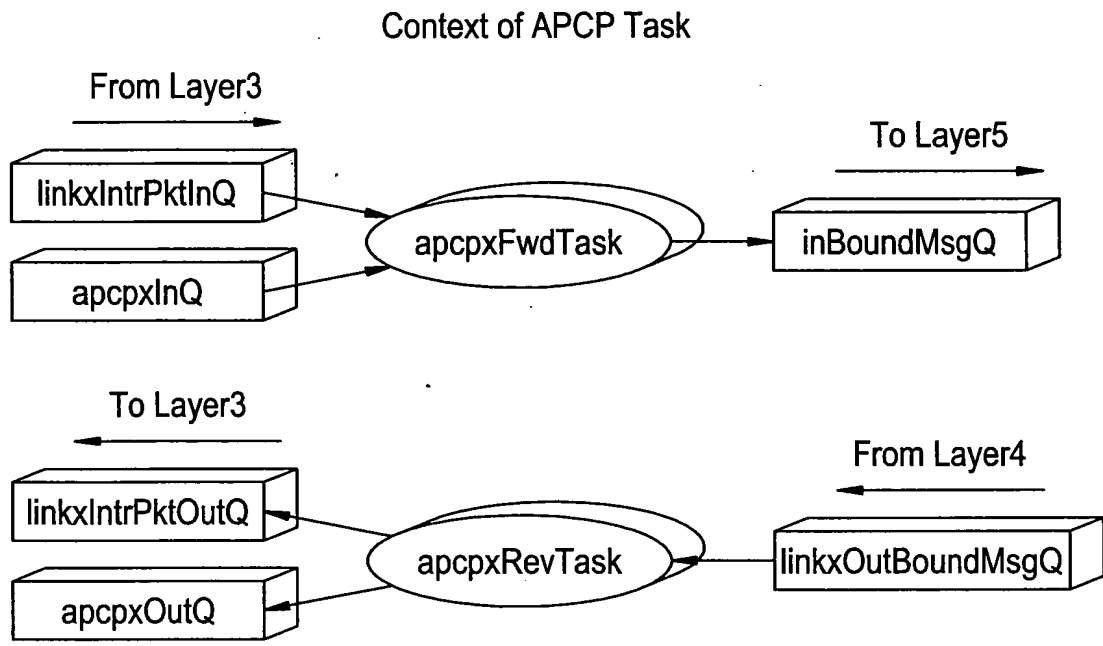 Context of APCP Task
From Layer3
To Layer5
linkxIntrPktInQ
apcpxFwdTask
inBoundMsgQ
apcpxInQ
To Layer3
From Layer4
linkxIntrPktOutQ
apcpxRevTask
linkxOutBoundMsgQ
apcpxOutQ